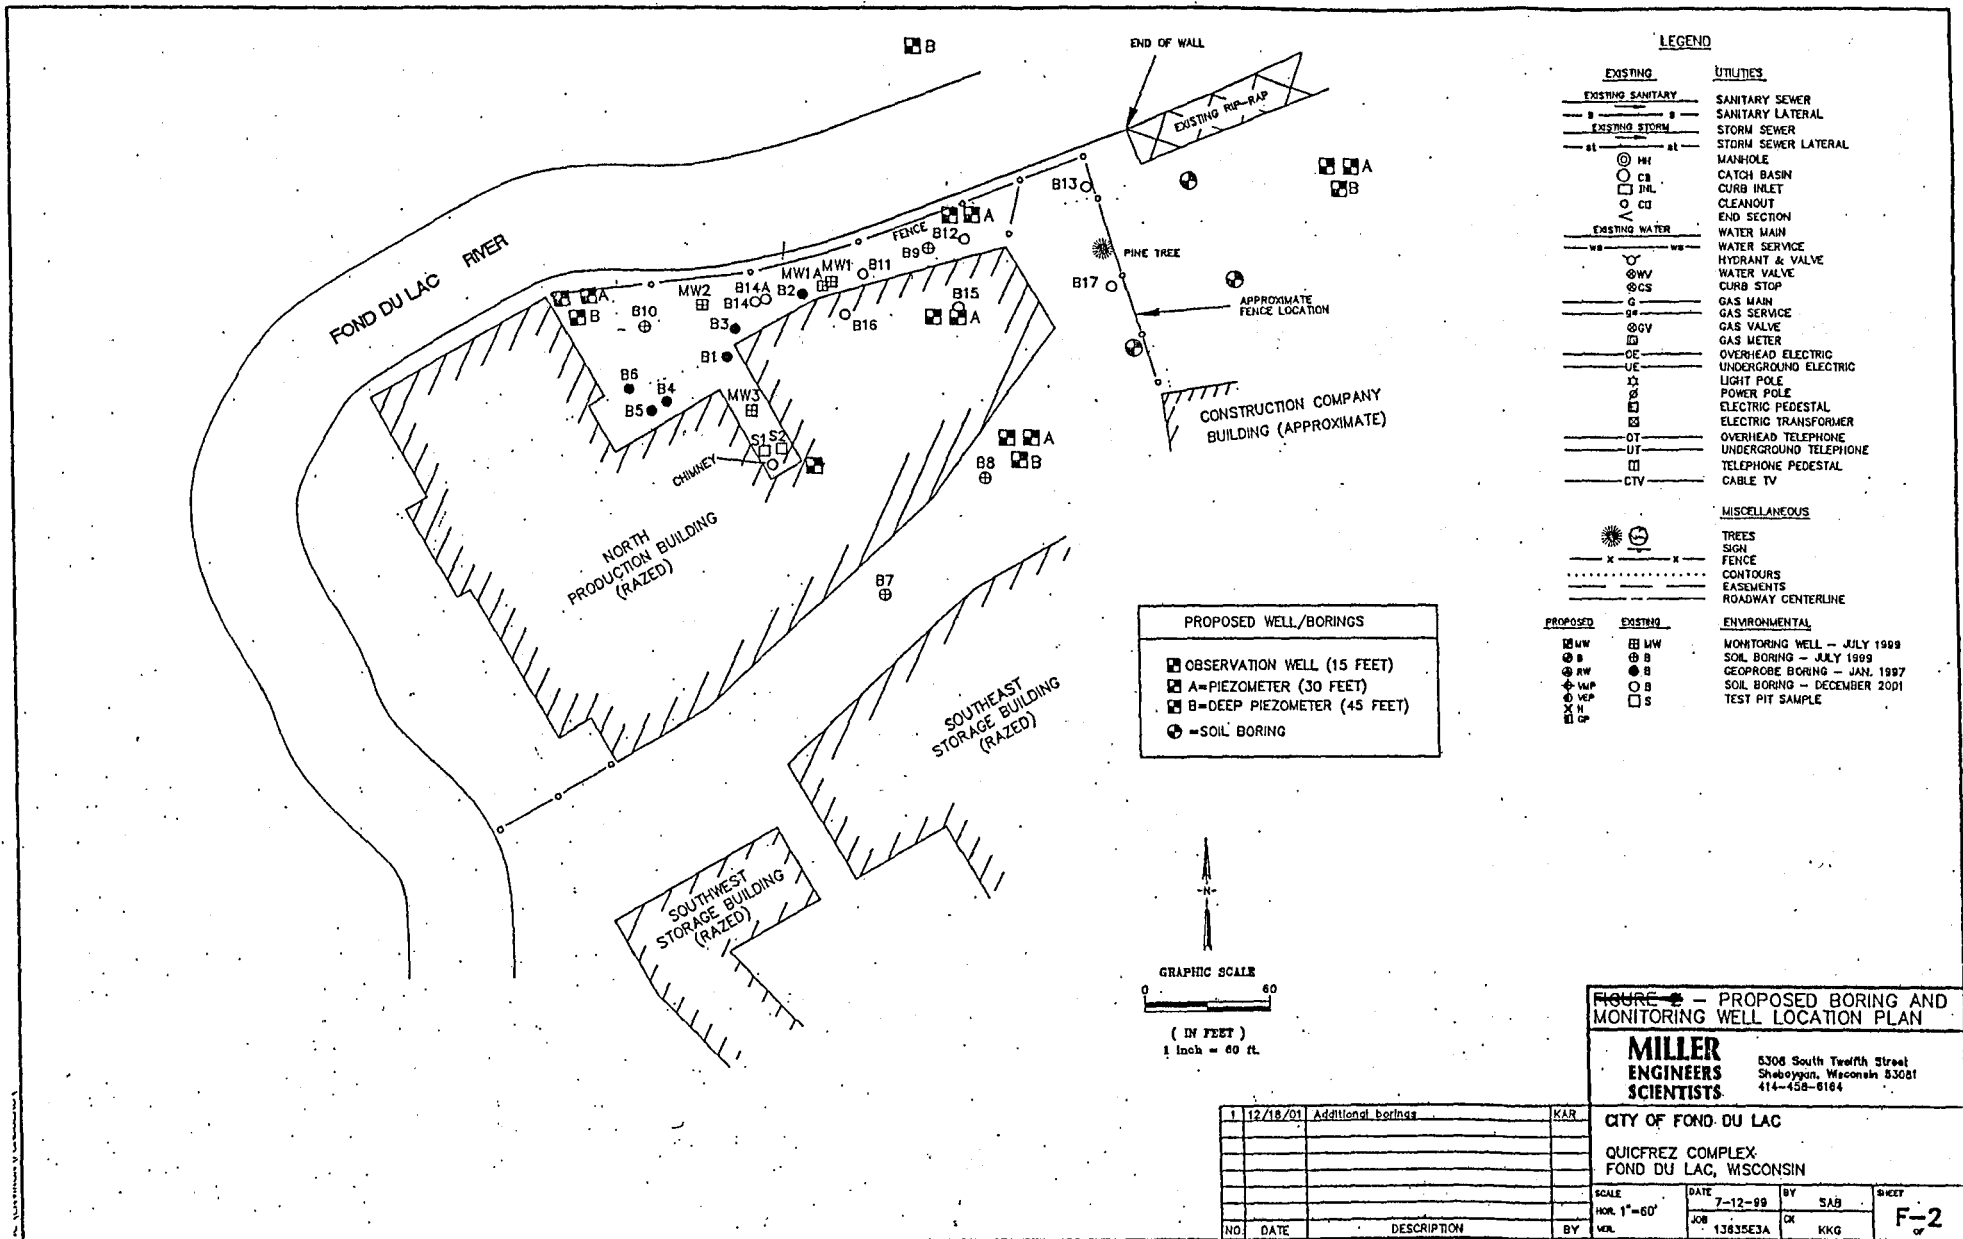 B
END OF WALL
EXISTING RIP-RAP
FOND DU LAC RIVER
FENCE
B13
A
B
A
B12
B9
PINE TREE
B17
MW1A
MW1
B11
MW2
B14A
B14
B2
A
B
B10
B3
B16
B15
A
APPROXIMATE
FENCE LOCATION
B1
B6
B4
B5
MW3
S1
S2
CHIMNEY
CONSTRUCTION COMPANY
BUILDING (APPROXIMATE)
A
B
B8
NORTH
PRODUCTION BUILDING
(RAZED)
B7
SOUTHEAST
STORAGE BUILDING
(RAZED)
SOUTHWEST
STORAGE BUILDING
(RAZED)
PROPOSED WELL/BORINGS
OBSERVATION WELL (15 FEET)
A=PIEZOMETER (30 FEET)
B=DEEP PIEZOMETER (45 FEET)
=SOIL BORING
-N-
GRAPHIC SCALE
0 60
( IN FEET )
1 inch = 60 ft.
LEGEND
EXISTING UTILITIES
EXISTING SANITARY SANITARY SEWER
s s SANITARY LATERAL
EXISTING STORM STORM SEWER
st st STORM SEWER LATERAL
MH MANHOLE
CB CATCH BASIN
INL CURB INLET
CO CLEANOUT
END SECTION
EXISTING WATER WATER MAIN
ws ws WATER SERVICE
HYDRANT & VALVE
WV WATER VALVE
CS CURB STOP
G GAS MAIN
gs GAS SERVICE
GV GAS VALVE
GAS METER
OE OVERHEAD ELECTRIC
UE UNDERGROUND ELECTRIC
LIGHT POLE
POWER POLE
ELECTRIC PEDESTAL
ELECTRIC TRANSFORMER
OT OVERHEAD TELEPHONE
UT UNDERGROUND TELEPHONE
TELEPHONE PEDESTAL
CTV CABLE TV
MISCELLANEOUS
TREES
SIGN
x x FENCE
CONTOURS
EASEMENTS
ROADWAY CENTERLINE
PROPOSED EXISTING ENVIRONMENTAL
MW MW MONITORING WELL - JULY 1999
B B SOIL BORING - JULY 1999
RW B GEOPROBE BORING - JAN. 1997
VMP B SOIL BORING - DECEMBER 2001
VEP S TEST PIT SAMPLE
H
GP
FIGURE - PROPOSED BORING AND
MONITORING WELL LOCATION PLAN
MILLER
ENGINEERS
SCIENTISTS
5308 South Twelfth Street
Sheboygan, Wisconsin 53081
414-458-6164
CITY OF FOND DU LAC
QUICFREZ COMPLEX
FOND DU LAC, WISCONSIN
SCALE
HOR. 1"=60'
VER.
DATE 7-12-99
BY SAB
JOB 13835E3A
CK KKG
SHEET
F-2
OF
1 12/18/01 Additional borings KAR
NO. DATE DESCRIPTION BY